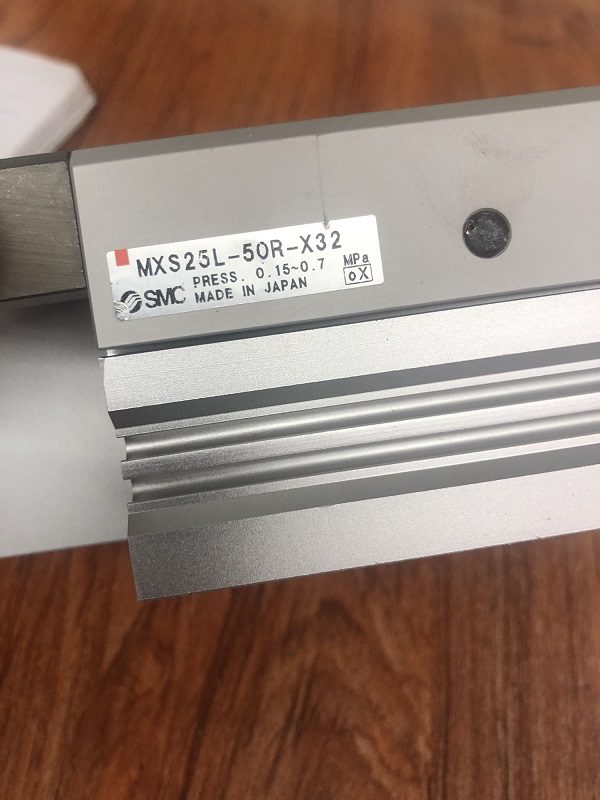 MXS25L-50R-X32
SMC PRESS. 0.15~0.7 MPa
MADE IN JAPAN oX